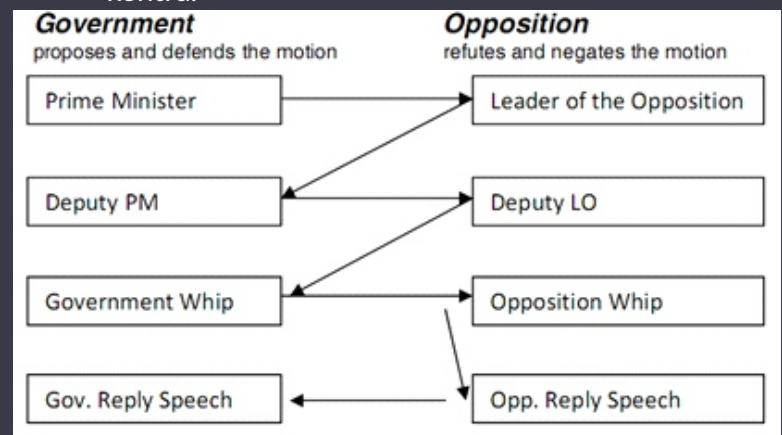 Government
proposes and defends the motion
Opposition
refutes and negates the motion
Prime Minister
Leader of the Opposition
Deputy PM
Deputy LO
Government Whip
Opposition Whip
Gov. Reply Speech
Opp. Reply Speech